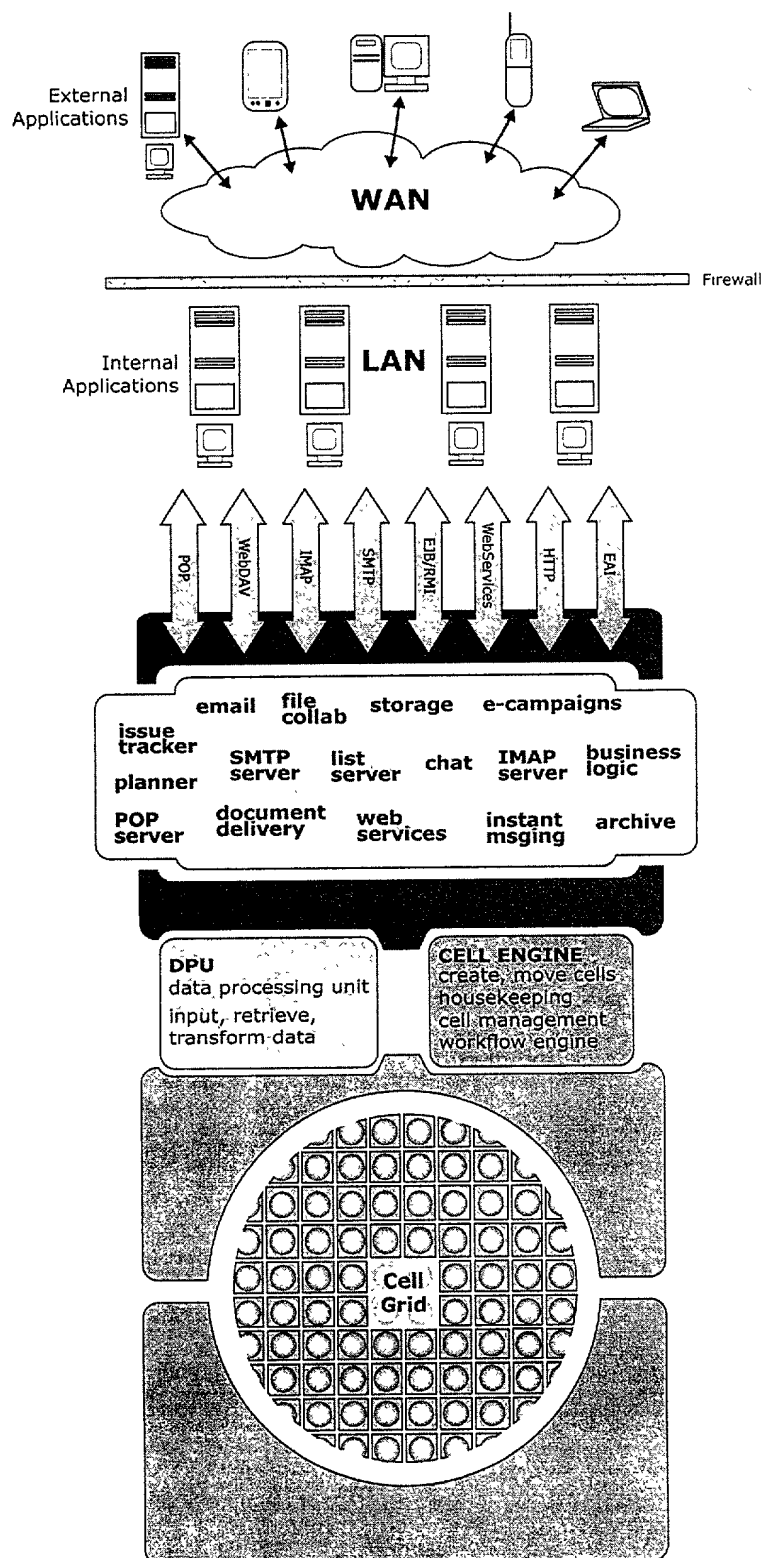 External
Applications
WAN
Firewall
Internal
Applications
LAN
POP
WebDAV
IMAP
SMTP
EJB/RMI
WebServices
HTTP
EAI
email
file
collab
storage
e-campaigns
issue
tracker
SMTP
server
list
server
chat
IMAP
server
business
logic
planner
POP
server
document
delivery
web
services
instant
msging
archive
DPU
data processing unit
input, retrieve,
transform data
CELL ENGINE
create, move cells
housekeeping
cell management
workflow engine
Cell
Grid